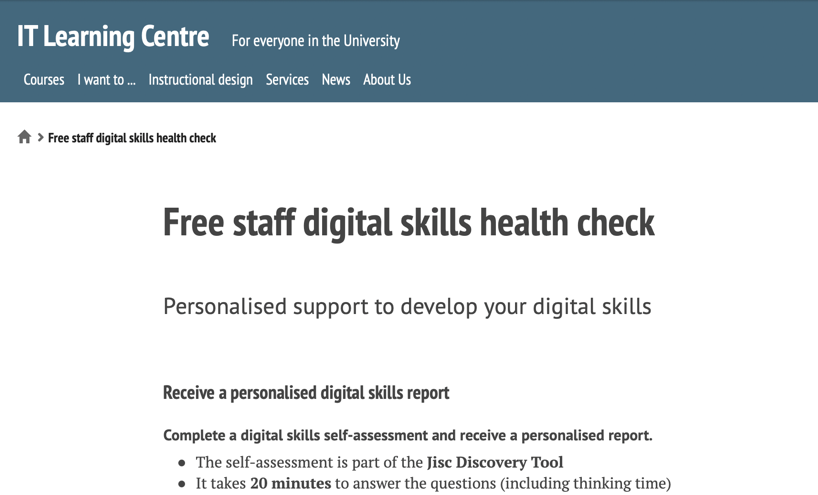 IT Learning Centre For everyone in the University
Courses I want to ... Instructional design Services News About Us
Free staff digital skills health check
Free staff digital skills health check
Personalised support to develop your digital skills
Receive a personalised digital skills report
Complete a digital skills self-assessment and receive a personalised report.
● The self-assessment is part of the Jisc Discovery Tool
● It takes 20 minutes to answer the questions (including thinking time)